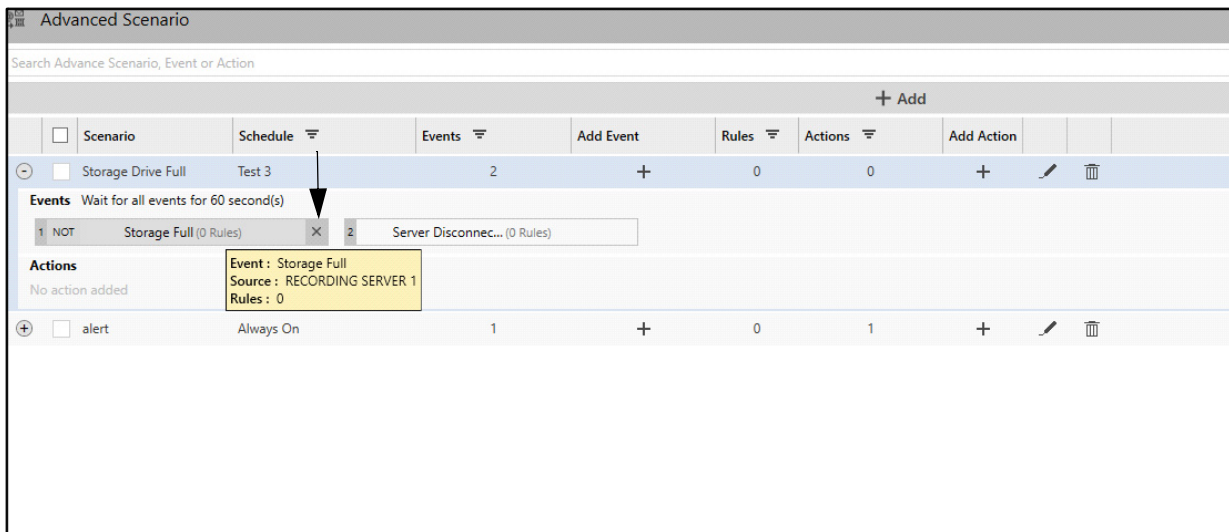 Advanced Scenario
Search Advance Scenario, Event or Action
+ Add
Scenario Schedule Events Add Event Rules Actions Add Action
Storage Drive Full Test 3 2 + 0 0 +
Events Wait for all events for 60 second(s)
1 NOT Storage Full (0 Rules) × 2 Server Disconnec... (0 Rules)
Event : Storage Full
Source : RECORDING SERVER 1
Rules : 0
Actions
No action added
alert Always On 1 + 0 1 +